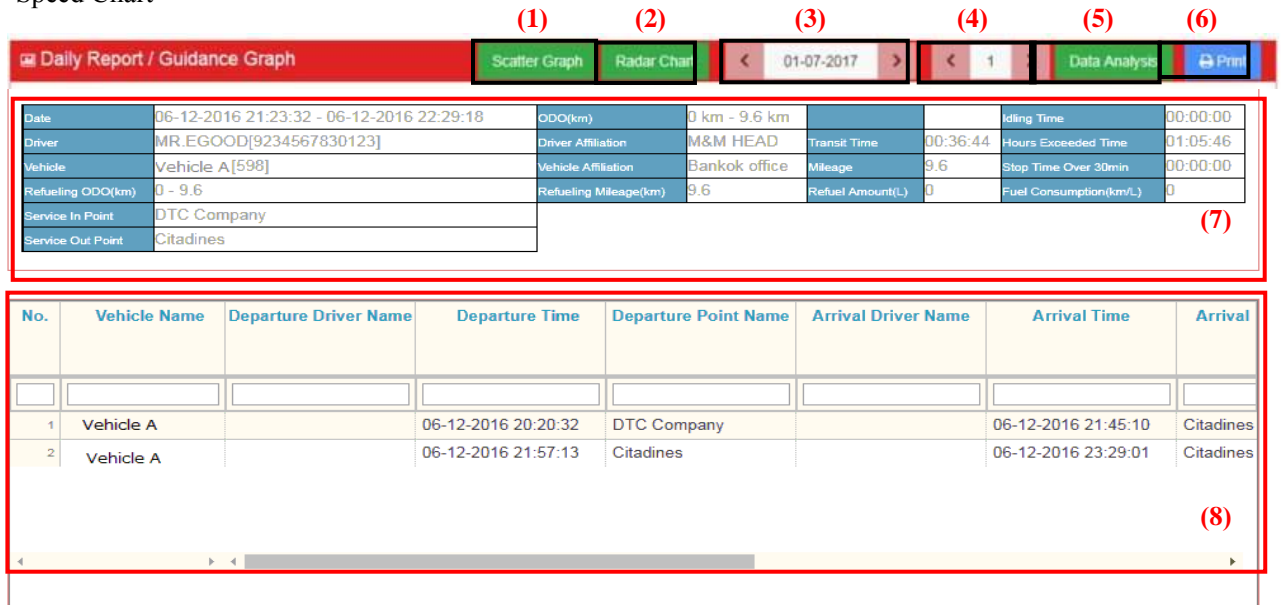 Speed Chart
(1) (2) (3) (4) (5) (6)
Daily Report / Guidance Graph Scatter Graph Radar Chart < 01-07-2017 > < 1 Data Analysis Print
Date 06-12-2016 21:23:32 - 06-12-2016 22:29:18 ODO(km) 0 km - 9.6 km Idling Time 00:00:00
Driver MR.EGOOD[9234567830123] Driver Affiliation M&M HEAD Transit Time 00:36:44 Hours Exceeded Time 01:05:46
Vehicle Vehicle A[598] Vehicle Affiliation Bankok office Mileage 9.6 Stop Time Over 30min 00:00:00
Refueling ODO(km) 0 - 9.6 Refueling Mileage(km) 9.6 Refuel Amount(L) 0 Fuel Consumption(km/L) 0
Service In Point DTC Company
(7)
Service Out Point Citadines
No. Vehicle Name Departure Driver Name Departure Time Departure Point Name Arrival Driver Name Arrival Time Arrival
1 Vehicle A 06-12-2016 20:20:32 DTC Company 06-12-2016 21:45:10 Citadines
2 Vehicle A 06-12-2016 21:57:13 Citadines 06-12-2016 23:29:01 Citadines
(8)